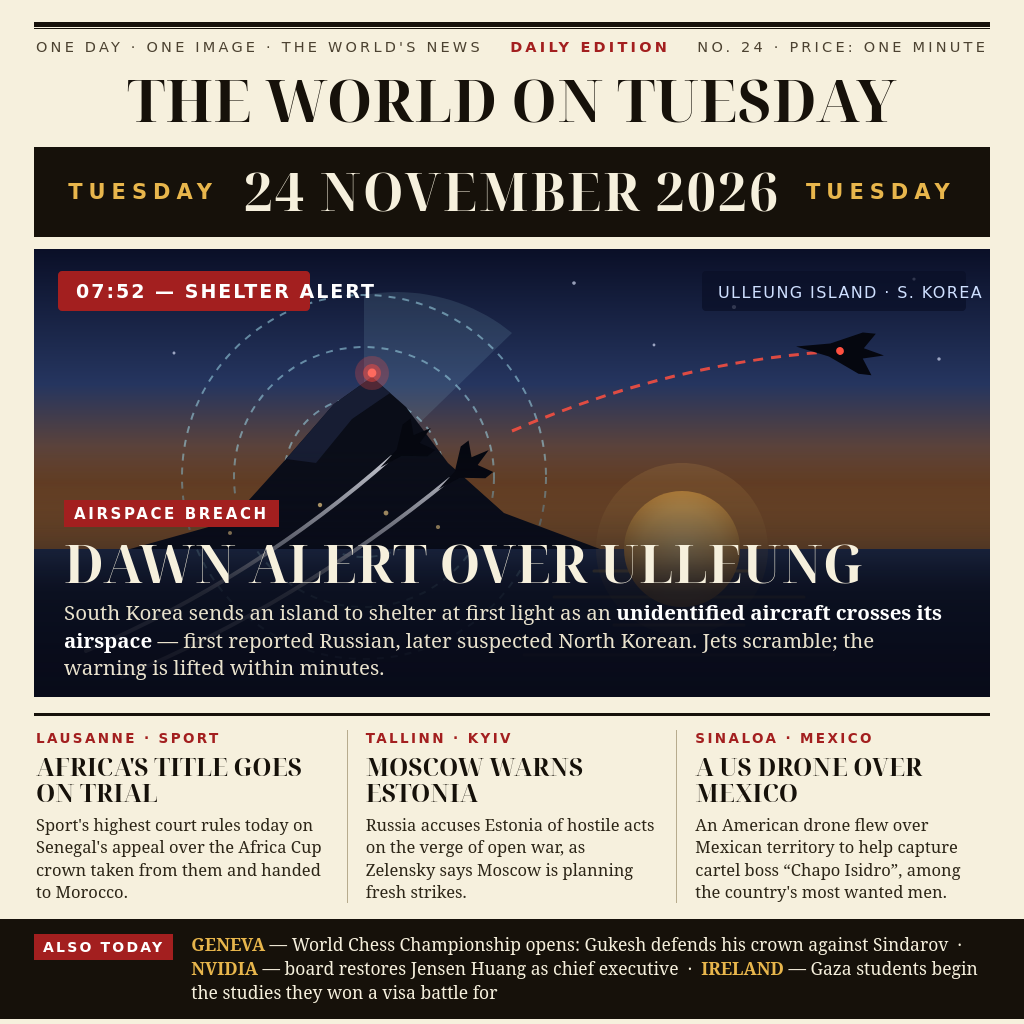 ONE DAY · ONE IMAGE · THE WORLD'S NEWS
DAILY EDITION
NO. 24 · PRICE: ONE MINUTE
THE WORLD ON TUESDAY
TUESDAY
24 NOVEMBER 2026
TUESDAY
07:52 — SHELTER ALERT
ULLEUNG ISLAND · S. KOREA
AIRSPACE BREACH
DAWN ALERT OVER ULLEUNG
South Korea sends an island to shelter at first light as an unidentified aircraft crosses its
airspace — first reported Russian, later suspected North Korean. Jets scramble; the
warning is lifted within minutes.
LAUSANNE · SPORT
AFRICA'S TITLE GOES
ON TRIAL
Sport's highest court rules today on
Senegal's appeal over the Africa Cup
crown taken from them and handed
to Morocco.
TALLINN · KYIV
MOSCOW WARNS
ESTONIA
Russia accuses Estonia of hostile acts
on the verge of open war, as
Zelensky says Moscow is planning
fresh strikes.
SINALOA · MEXICO
A US DRONE OVER
MEXICO
An American drone flew over
Mexican territory to help capture
cartel boss “Chapo Isidro”, among
the country's most wanted men.
ALSO TODAY
GENEVA — World Chess Championship opens: Gukesh defends his crown against Sindarov ·
NVIDIA — board restores Jensen Huang as chief executive · IRELAND — Gaza students begin
the studies they won a visa battle for